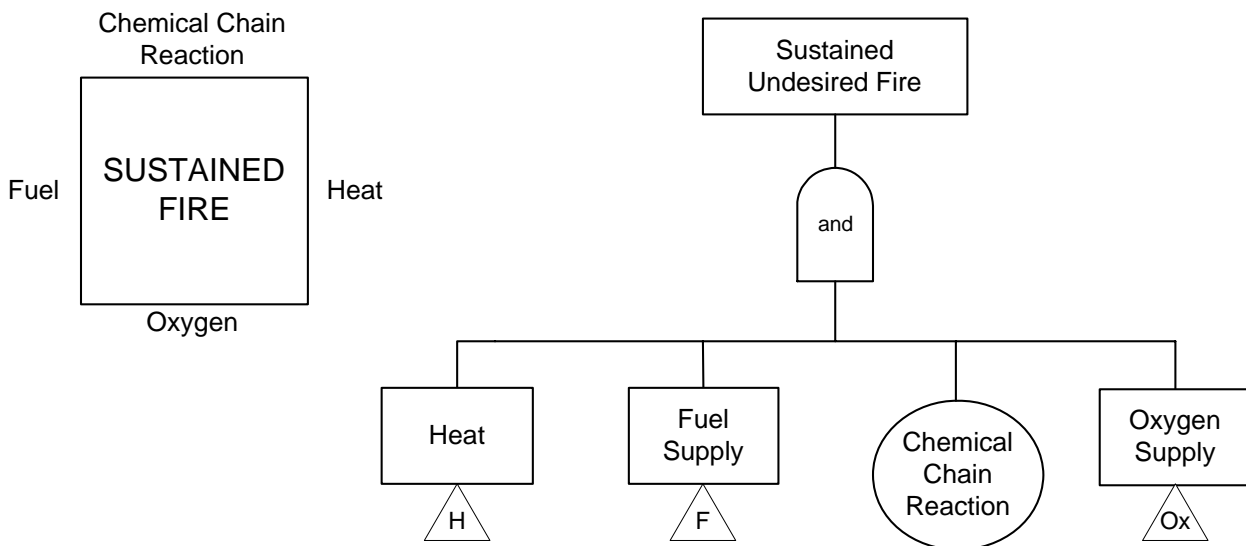 Chemical Chain
Reaction
Fuel
SUSTAINED
FIRE
Heat
Oxygen
Sustained
Undesired Fire
and
Heat
H
Fuel
Supply
F
Chemical
Chain
Reaction
Oxygen
Supply
Ox